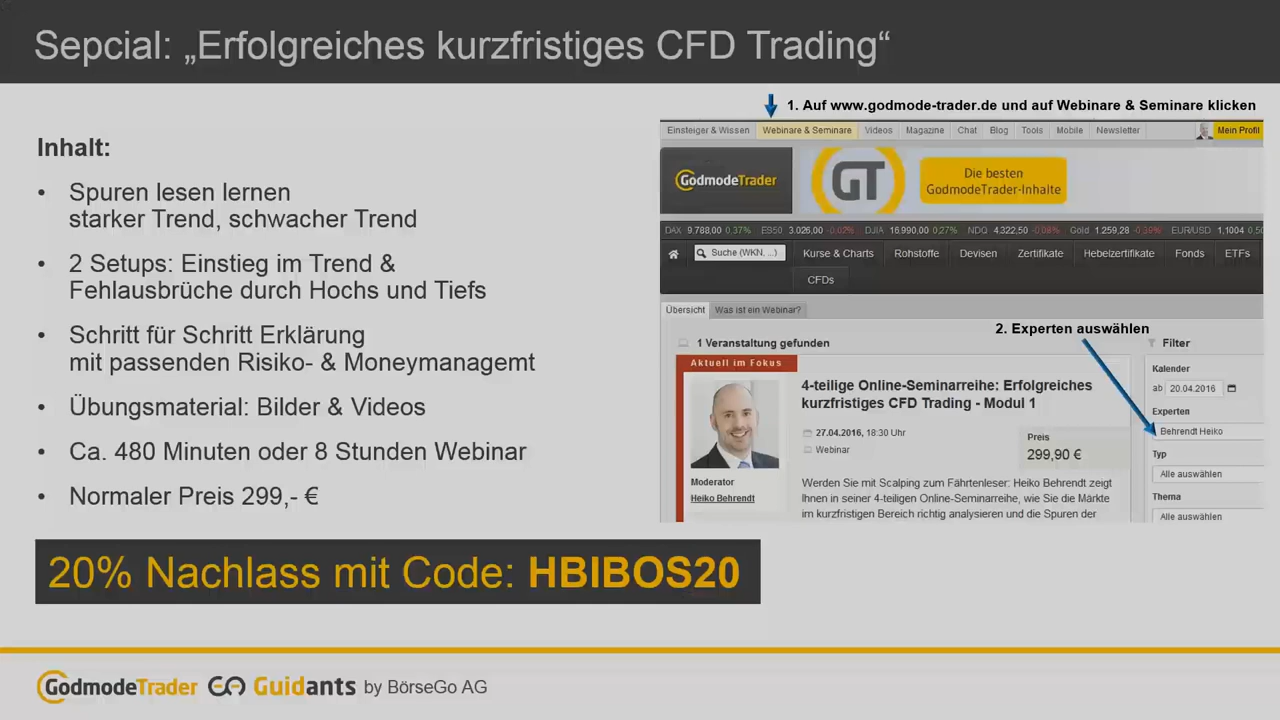 Sepcial: „Erfolgreiches kurzfristiges CFD Trading“
Inhalt:
• Spuren lesen lernen
starker Trend, schwacher Trend
• 2 Setups: Einstieg im Trend &
Fehlausbrüche durch Hochs und Tiefs
• Schritt für Schritt Erklärung
mit passenden Risiko- & Moneymanagemt
• Übungsmaterial: Bilder & Videos
• Ca. 480 Minuten oder 8 Stunden Webinar
• Normaler Preis 299,- €
20% Nachlass mit Code: HBIBOS20
1. Auf www.godmode-trader.de und auf Webinare & Seminare klicken
Einsteiger & Wissen Webinare & Seminare Videos Magazine Chat Blog Tools Mobile Newsletter Mein Profil
GodmodeTrader
GT
Die besten
GodmodeTrader-Inhalte
DAX 9.788,00 0,37% ES50 3.026,00 -0,02% DJIA 16.990,00 0,27% NDQ 4.322,50 -0,08% Gold 1.259,28 -0,39% EUR/USD 1,1004
Suche (WKN, ...) Kurse & Charts Rohstoffe Devisen Zertifikate Hebelzertifikate Fonds ETFs
CFDs
Übersicht Was ist ein Webinar?
2. Experten auswählen
1 Veranstaltung gefunden
Aktuell im Fokus
4-teilige Online-Seminarreihe: Erfolgreiches
kurzfristiges CFD Trading - Modul 1
27.04.2016, 18:30 Uhr
Webinar
Preis
299,90 €
Moderator
Heiko Behrendt
Werden Sie mit Scalping zum Fährtenleser: Heiko Behrendt zeigt
Ihnen in seiner 4-teiligen Online-Seminarreihe, wie Sie die Märkte
im kurzfristigen Bereich richtig analysieren und die Spuren der
Filter
Kalender
ab 20.04.2016
Experten
Behrendt Heiko
Typ
Alle auswählen
Thema
Alle auswählen
GodmodeTrader Guidants by BörseGo AG